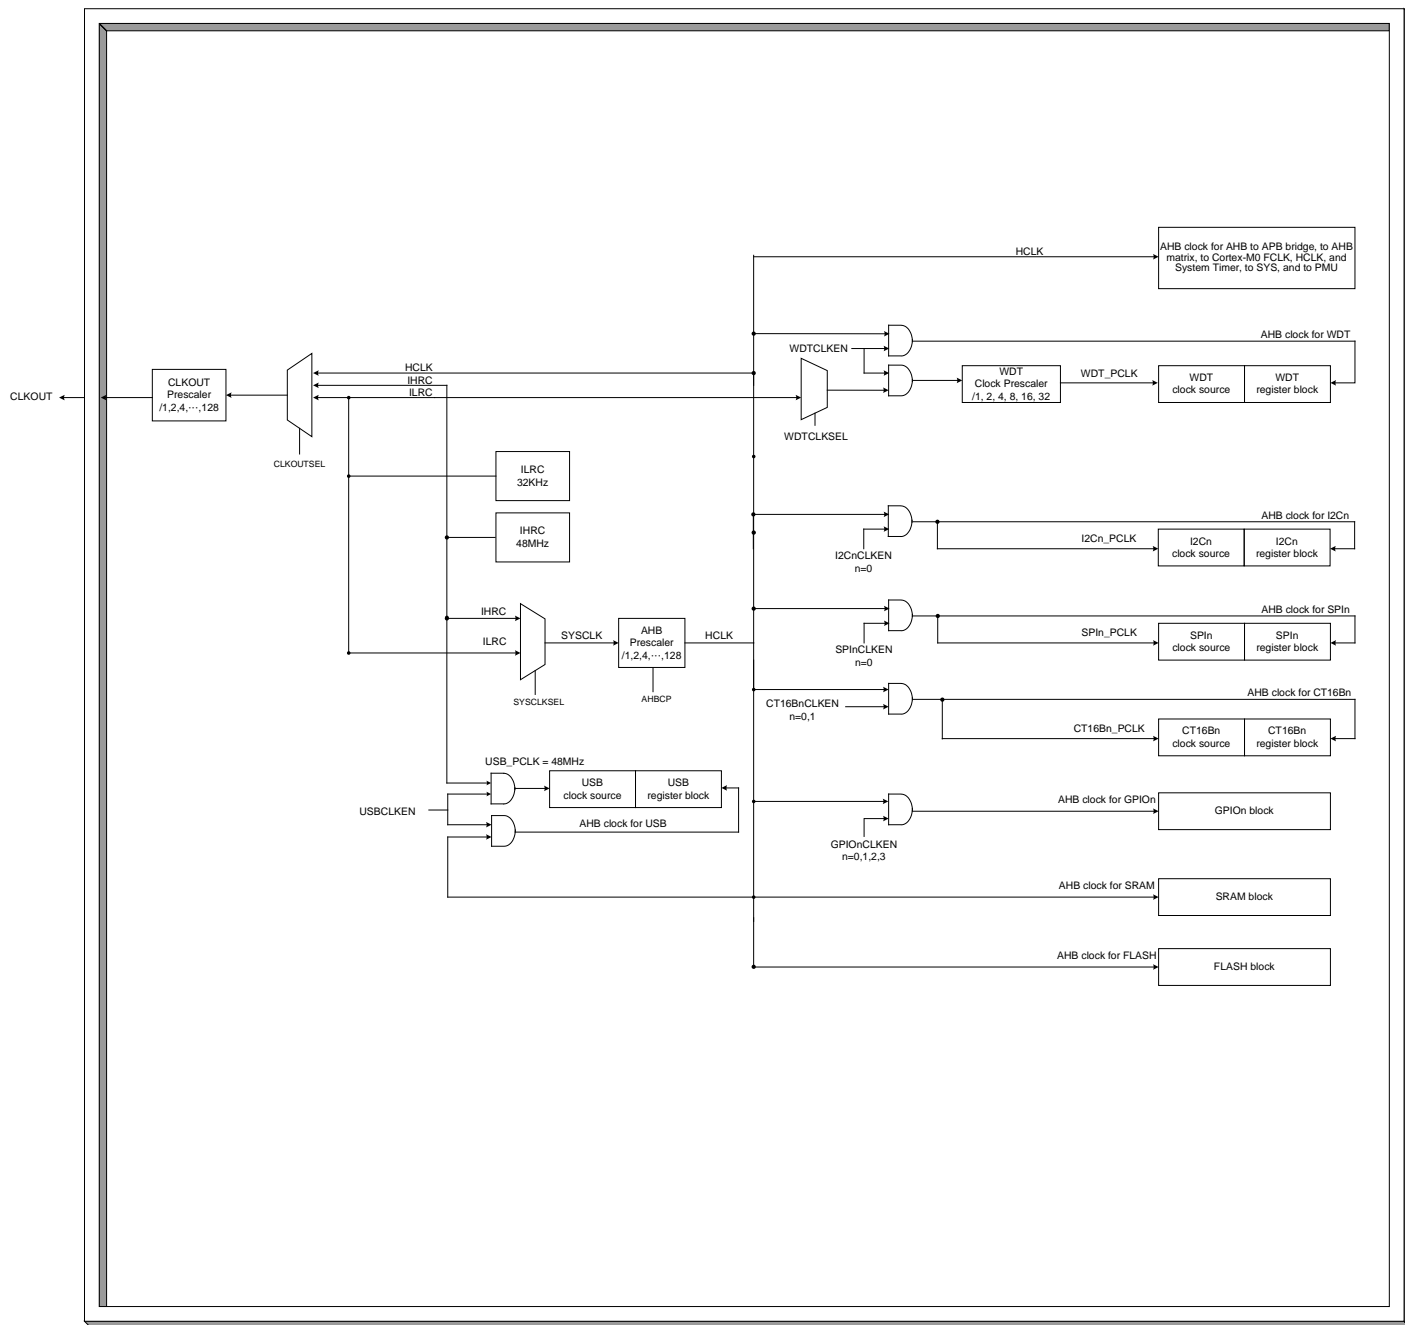 HCLK
AHB clock for AHB to APB bridge, to AHB
matrix, to Cortex-M0 FCLK, HCLK, and
System Timer, to SYS, and to PMU
AHB clock for WDT
WDTCLKEN
HCLK
IHRC
ILRC
CLKOUT
CLKOUT
Prescaler
/1,2,4,⋯,128
WDT
Clock Prescaler
/1, 2, 4, 8, 16, 32
WDT_PCLK
WDT
clock source
WDT
register block
WDTCLKSEL
CLKOUTSEL
ILRC
32KHz
IHRC
48MHz
AHB clock for I2Cn
I2Cn_PCLK
I2Cn
clock source
I2Cn
register block
I2CnCLKEN
n=0
IHRC
ILRC
SYSCLK
AHB
Prescaler
/1,2,4,⋯,128
HCLK
SYSCLKSEL
AHBCP
AHB clock for SPIn
SPIn_PCLK
SPIn
clock source
SPIn
register block
SPInCLKEN
n=0
AHB clock for CT16Bn
CT16BnCLKEN
n=0,1
CT16Bn_PCLK
CT16Bn
clock source
CT16Bn
register block
USB_PCLK = 48MHz
USB
clock source
USB
register block
USBCLKEN
AHB clock for USB
AHB clock for GPIOn
GPIOn block
GPIOnCLKEN
n=0,1,2,3
AHB clock for SRAM
SRAM block
AHB clock for FLASH
FLASH block